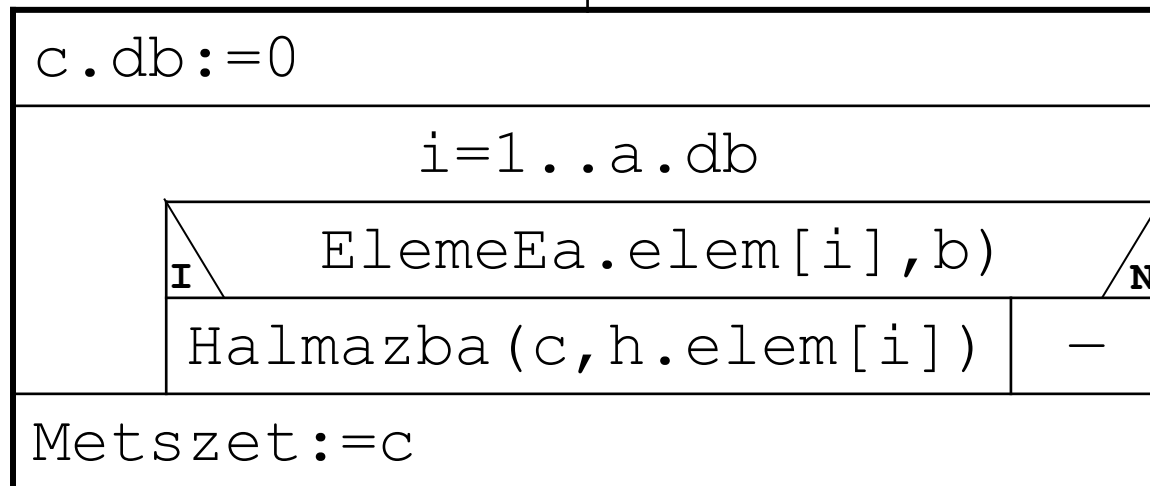 c.db:=0
i=1..a.db
ElemeEa.elem[i],b)
I
N
Halmazba(c,h.elem[i])
–
Metszet:=c